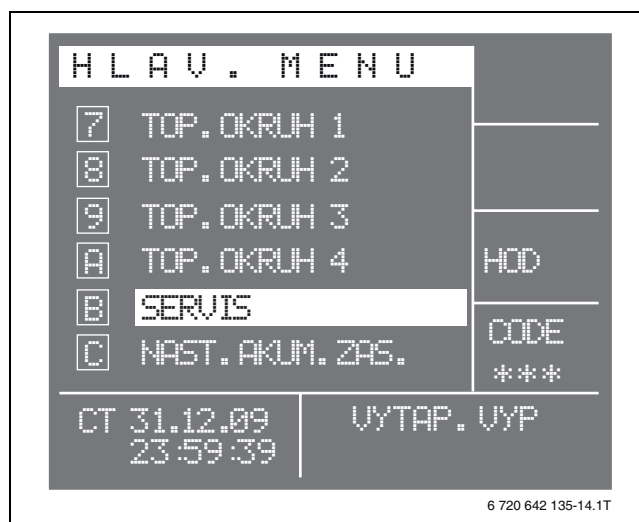 HLAV. MENU
7 TOP.OKRUH 1
8 TOP.OKRUH 2
9 TOP.OKRUH 3
A TOP.OKRUH 4
HOD
B SERVIS
C NAST.AKUM.ZAS.
CODE
***
CT 31.12.09
23:59:39
VYTAP.VYP
6 720 642 135-14.1T